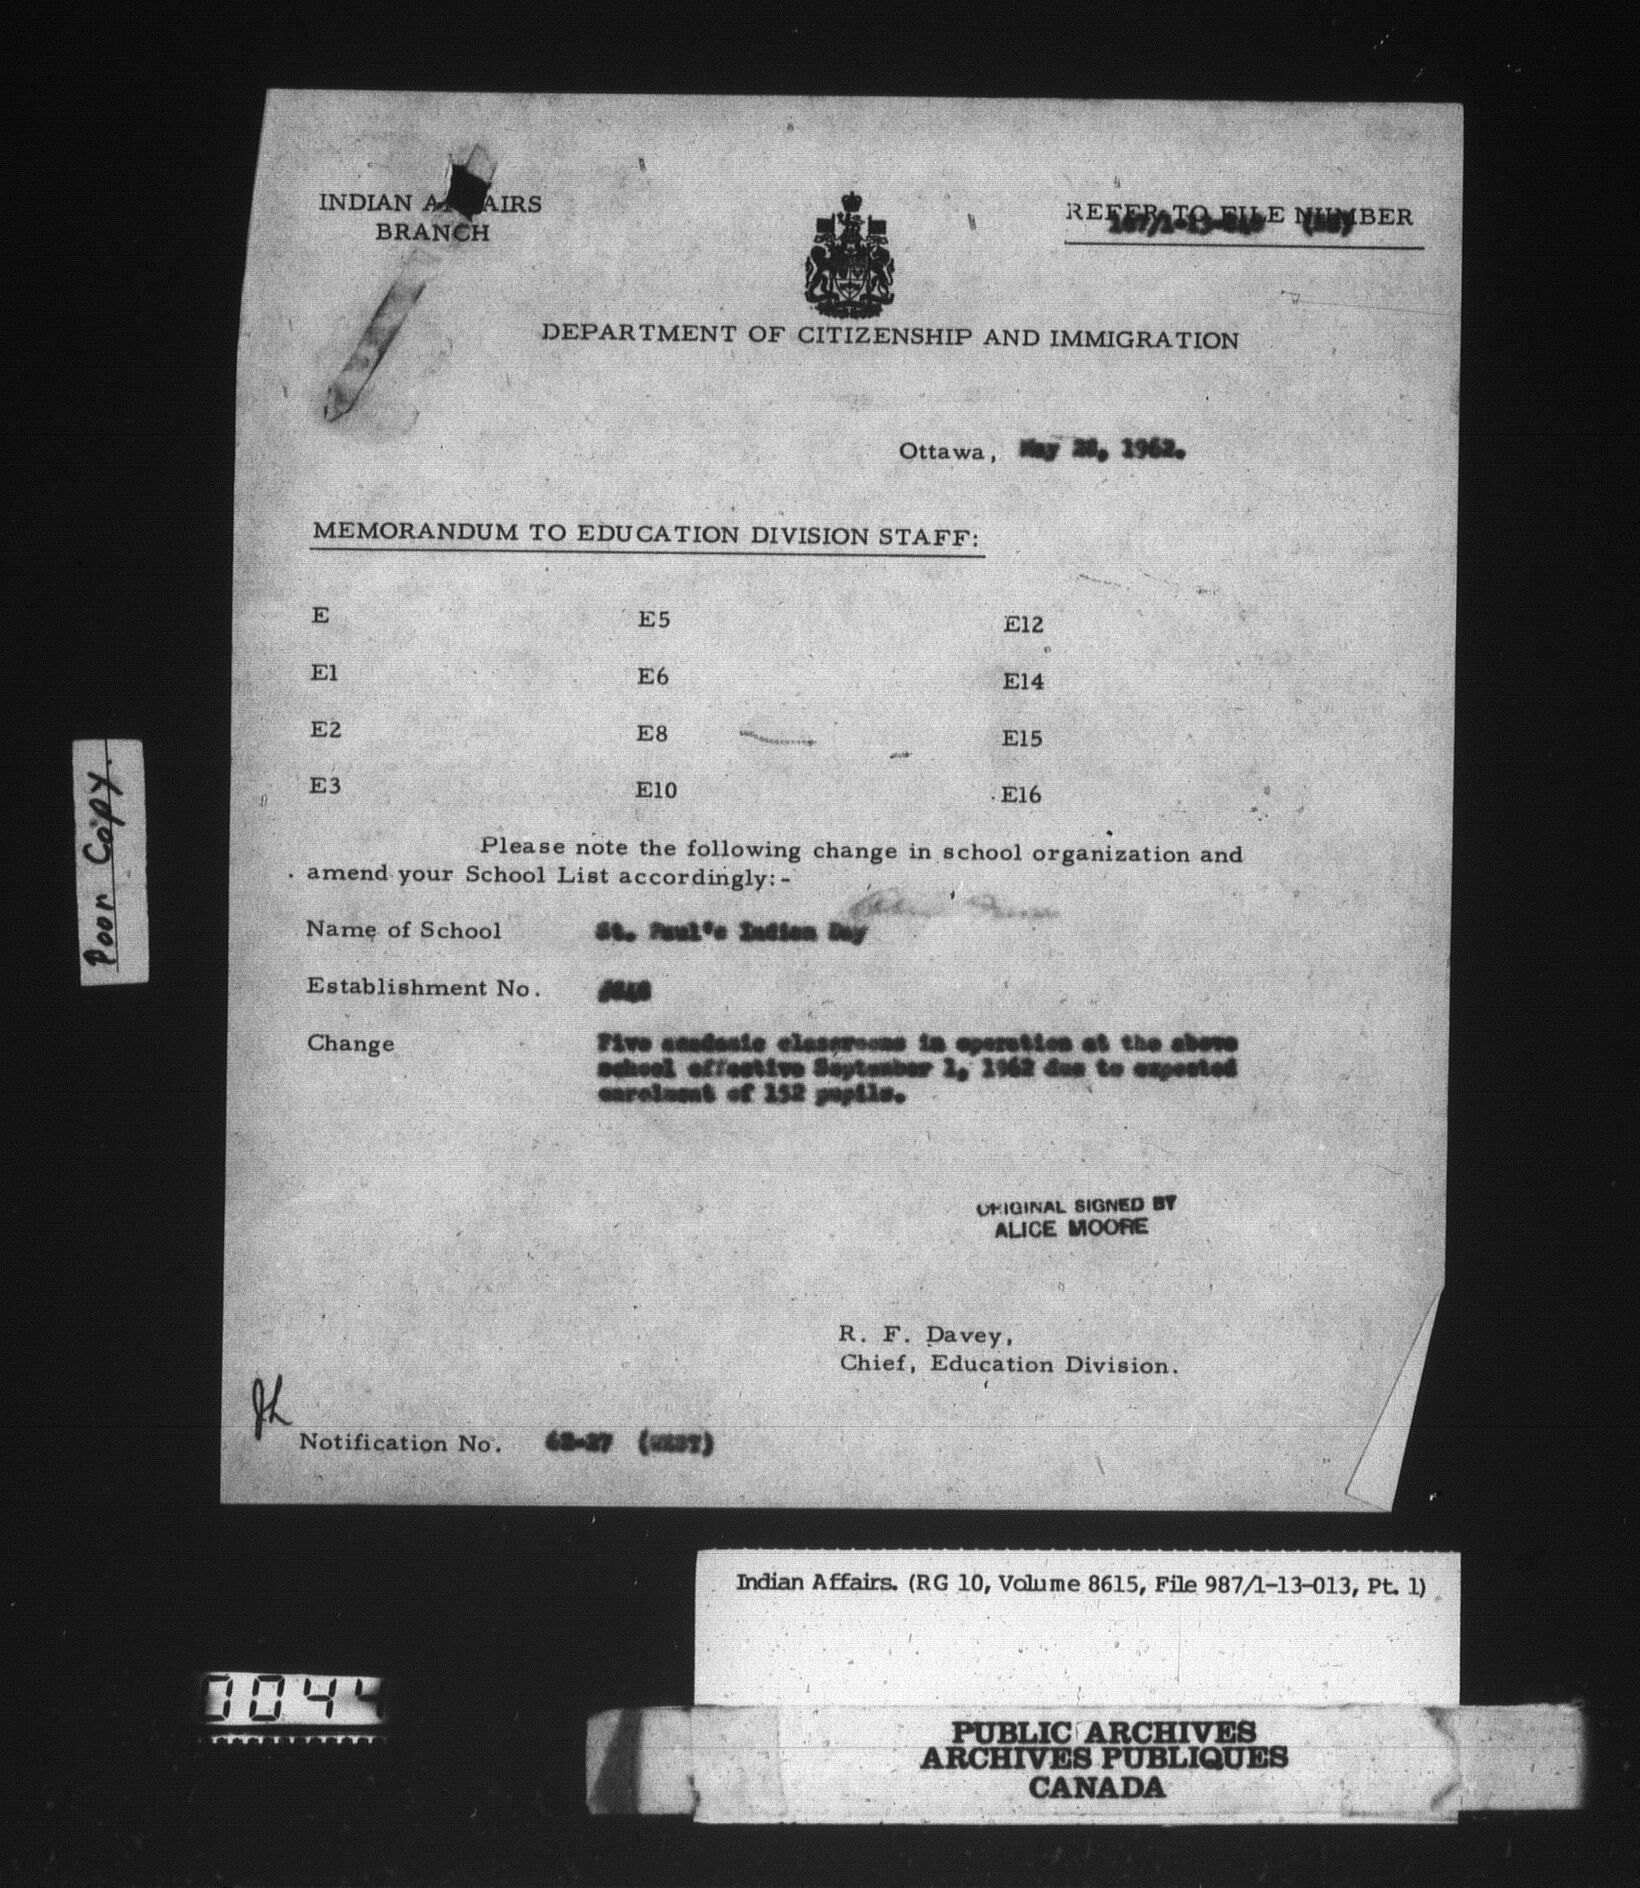 INDIAN AFFAIRS
BRANCH
REFER TO FILE NUMBER
DEPARTMENT OF CITIZENSHIP AND IMMIGRATION
Ottawa, May 28, 1962.
MEMORANDUM TO EDUCATION DIVISION STAFF:
E E5 E12
E1 E6 E14
E2 E8 E15
E3 E10 E16
Please note the following change in school organization and
amend your School List accordingly:-
Name of School St. Paul's Indian Day
Establishment No.
Change Five academic classrooms in operation at the above
school effective September 1, 1962 due to expected
enrolment of 152 pupils.
ORIGINAL SIGNED BY
ALICE MOORE
R. F. Davey,
Chief, Education Division.
Notification No. 62-27 (WEST)
Poor Copy.
Indian Affairs. (RG 10, Volume 8615, File 987/1-13-013, Pt. 1)
0044
PUBLIC ARCHIVES
ARCHIVES PUBLIQUES
CANADA